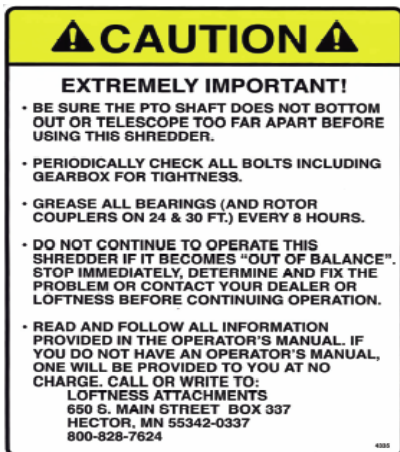 CAUTION
EXTREMELY IMPORTANT!
• BE SURE THE PTO SHAFT DOES NOT BOTTOM
OUT OR TELESCOPE TOO FAR APART BEFORE
USING THIS SHREDDER.
• PERIODICALLY CHECK ALL BOLTS INCLUDING
GEARBOX FOR TIGHTNESS.
• GREASE ALL BEARINGS (AND ROTOR
COUPLERS ON 24 & 30 FT.) EVERY 8 HOURS.
• DO NOT CONTINUE TO OPERATE THIS
SHREDDER IF IT BECOMES “OUT OF BALANCE”.
STOP IMMEDIATELY, DETERMINE AND FIX THE
PROBLEM OR CONTACT YOUR DEALER OR
LOFTNESS BEFORE CONTINUING OPERATION.
• READ AND FOLLOW ALL INFORMATION
PROVIDED IN THE OPERATOR'S MANUAL. IF
YOU DO NOT HAVE AN OPERATOR'S MANUAL,
ONE WILL BE PROVIDED TO YOU AT NO
CHARGE. CALL OR WRITE TO:
LOFTNESS ATTACHMENTS
650 S. MAIN STREET BOX 337
HECTOR, MN 55342-0337
800-828-7624